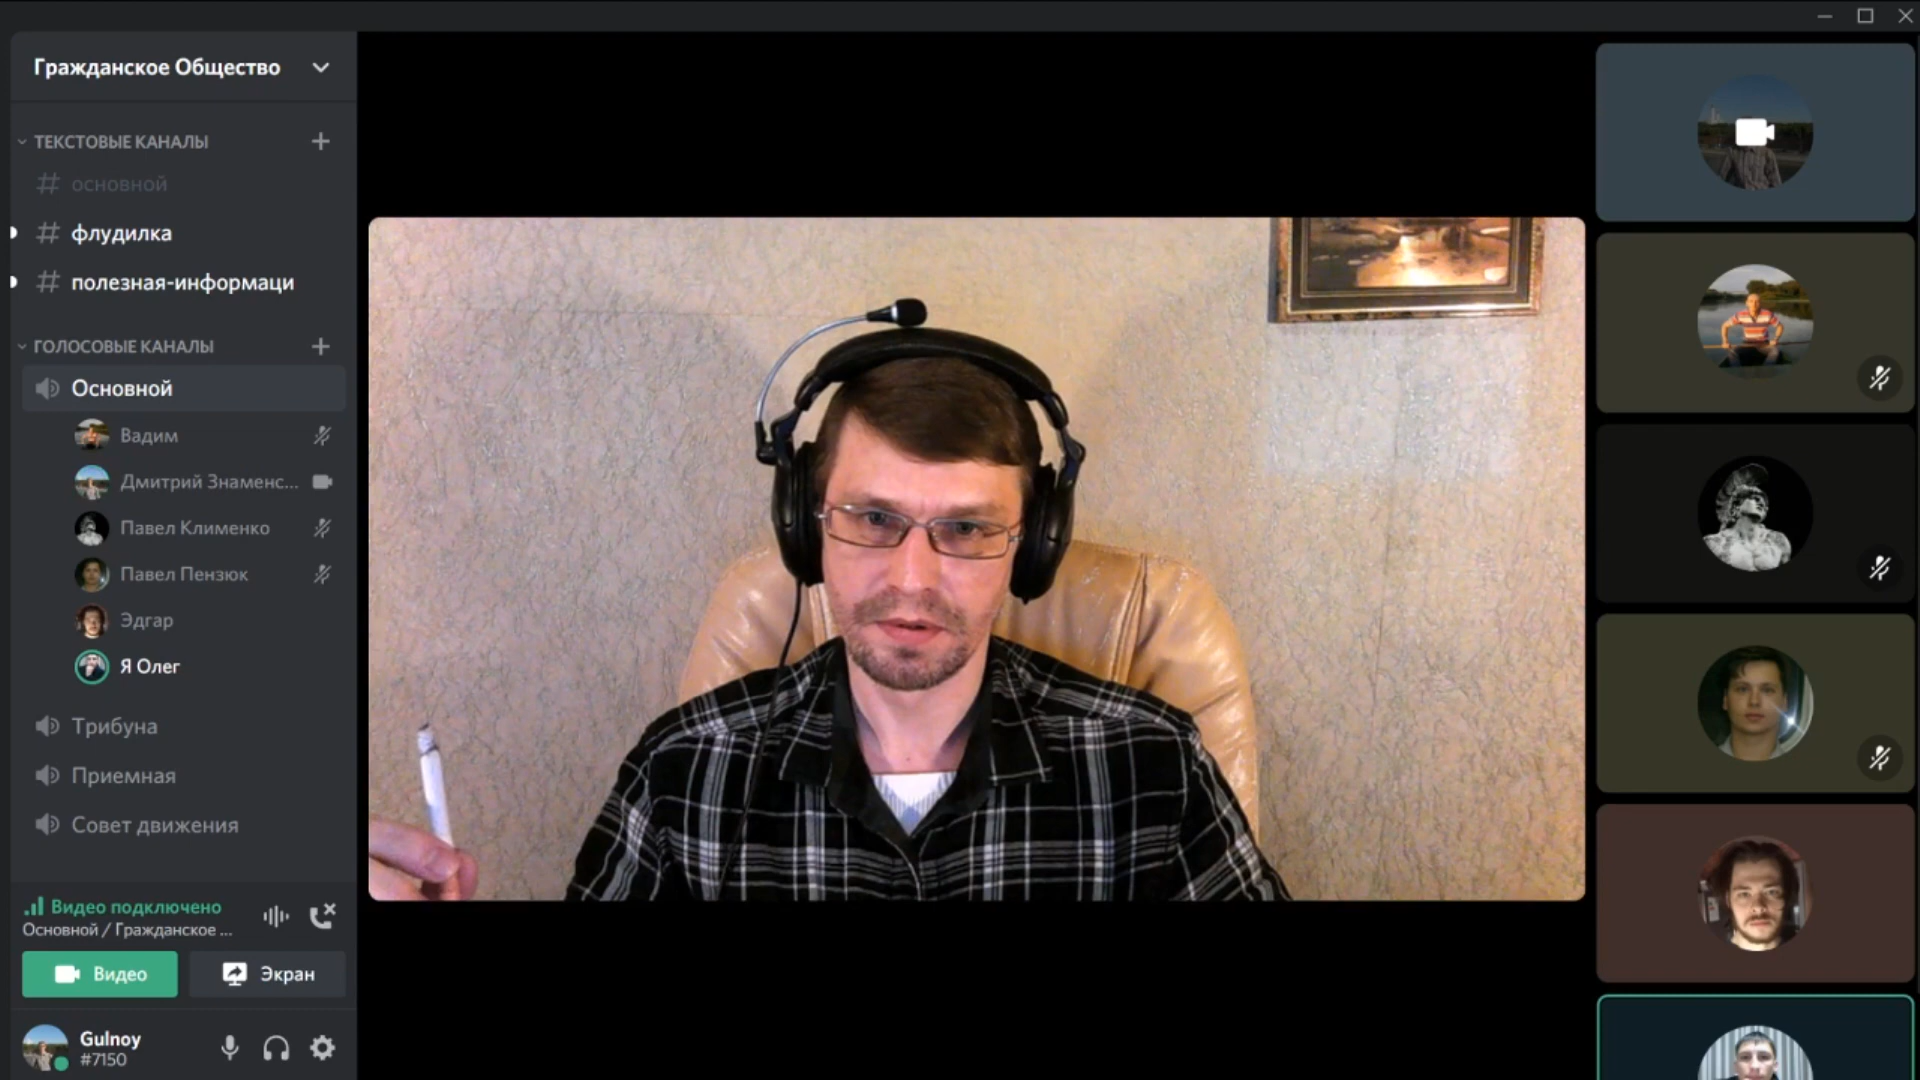 Гражданское Общество
ТЕКСТОВЫЕ КАНАЛЫ
# основной
# флудилка
# полезная-информаци
ГОЛОСОВЫЕ КАНАЛЫ
Основной
Вадим
Дмитрий Знаменс...
Павел Клименко
Павел Пензюк
Эдгар
Я Олег
Трибуна
Приемная
Совет движения
Видео подключено
Основной / Гражданское ...
Видео
Экран
Gulnoy
#7150